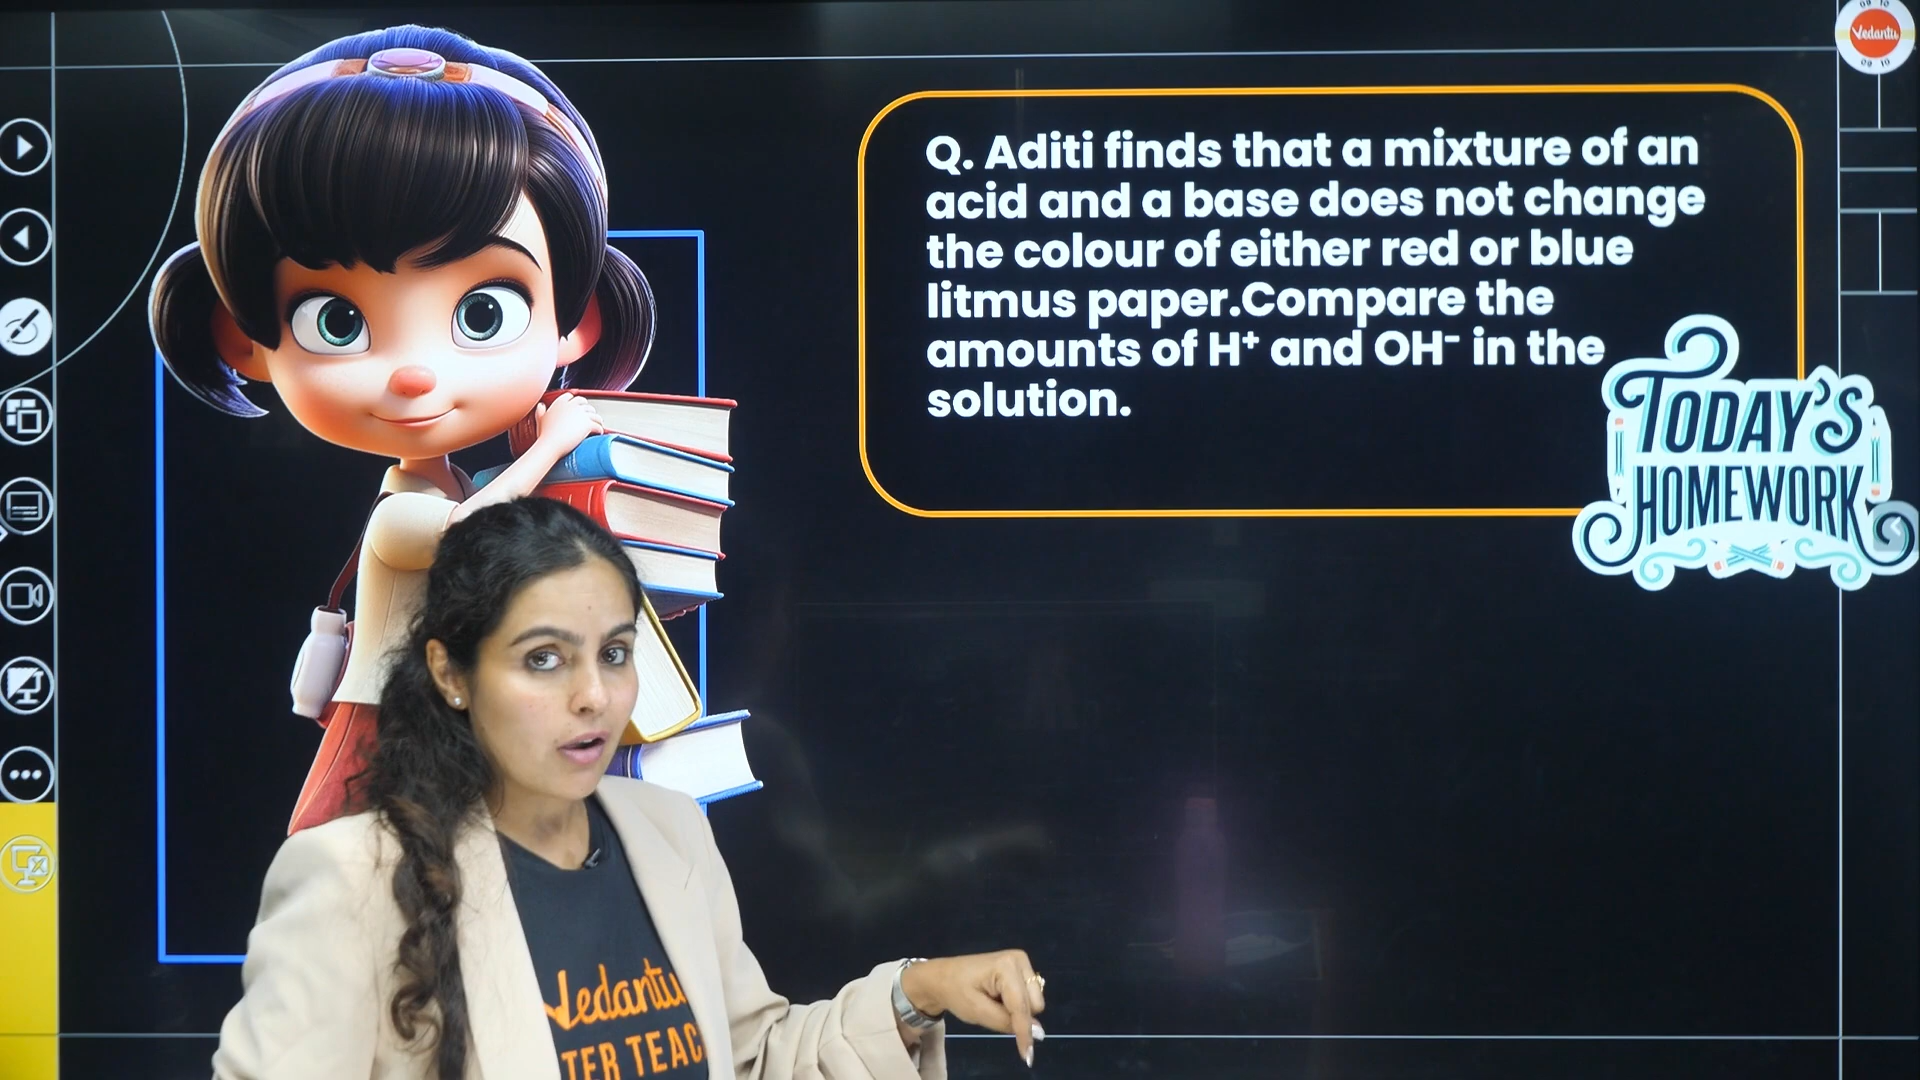 Vedantu
Q. Aditi finds that a mixture of an
acid and a base does not change
the colour of either red or blue
litmus paper.Compare the
amounts of H⁺ and OH⁻ in the
solution.
TODAY'S
HOMEWORK
Vedantu
TER TEAC